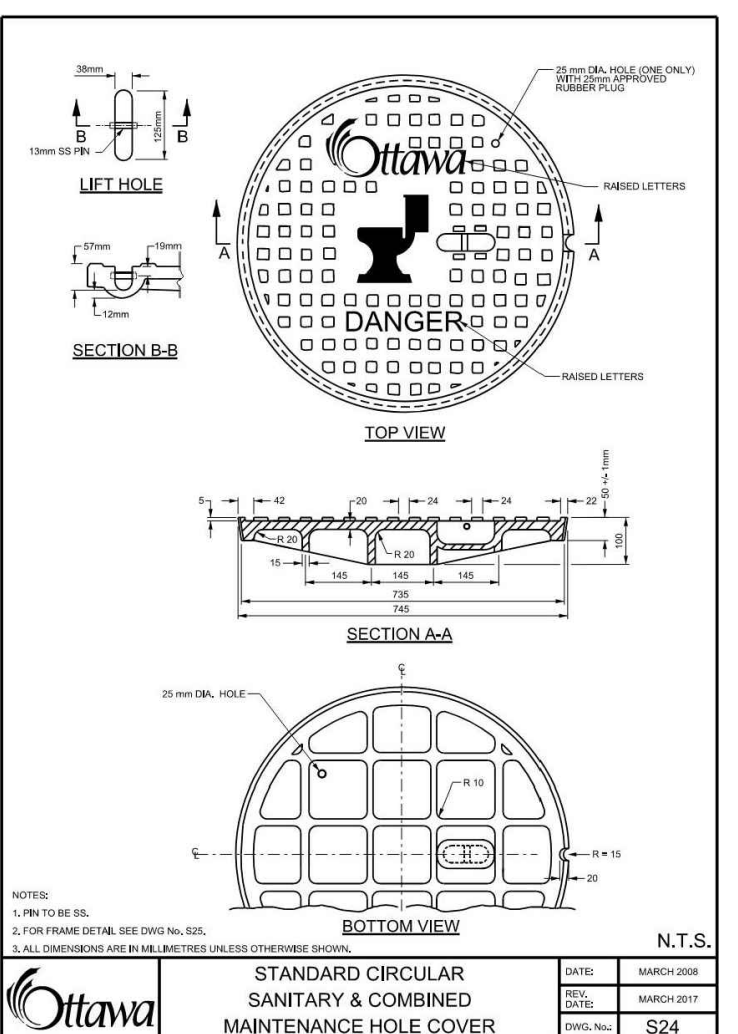 38mm
125mm
B
B
13mm SS PIN
LIFT HOLE
57mm
19mm
12mm
SECTION B-B
25 mm DIA. HOLE (ONE ONLY)
WITH 25mm APPROVED
RUBBER PLUG
Ottawa
RAISED LETTERS
A
A
DANGER
RAISED LETTERS
TOP VIEW
5
42
20
24
24
22
50 +/- 1mm
R 20
R 20
100
15
145
145
145
735
745
SECTION A-A
℄
25 mm DIA. HOLE
R 10
℄
R = 15
20
BOTTOM VIEW
NOTES:
1. PIN TO BE SS.
2. FOR FRAME DETAIL SEE DWG No. S25.
3. ALL DIMENSIONS ARE IN MILLIMETRES UNLESS OTHERWISE SHOWN.
N.T.S.
Ottawa
STANDARD CIRCULAR
SANITARY & COMBINED
MAINTENANCE HOLE COVER
DATE:
MARCH 2008
REV.
DATE:
MARCH 2017
DWG. No.:
S24